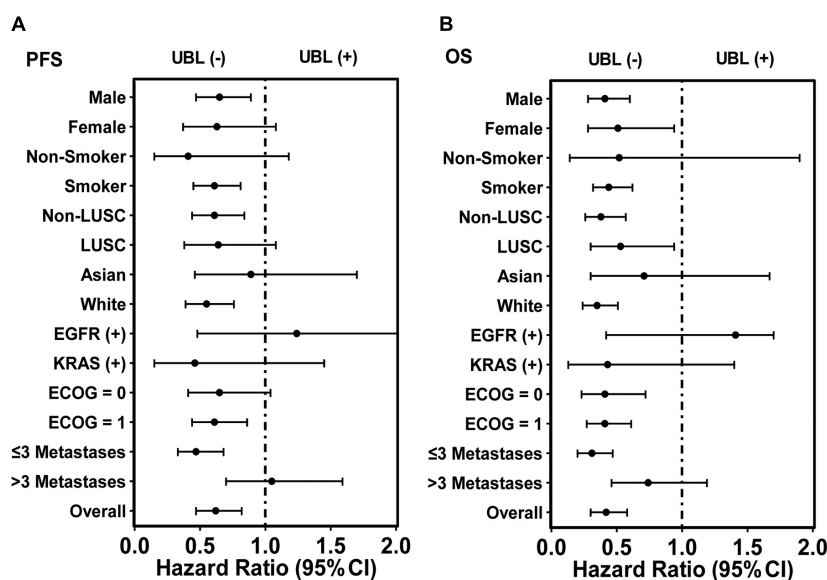 A
PFS
UBL (-)
UBL (+)
Male
Female
Non-Smoker
Smoker
Non-LUSC
LUSC
Asian
White
EGFR (+)
KRAS (+)
ECOG = 0
ECOG = 1
≤3 Metastases
>3 Metastases
Overall
0.0 0.5 1.0 1.5 2.0
Hazard Ratio (95% CI)
B
OS
UBL (-)
UBL (+)
Male
Female
Non-Smoker
Smoker
Non-LUSC
LUSC
Asian
White
EGFR (+)
KRAS (+)
ECOG = 0
ECOG = 1
≤3 Metastases
>3 Metastases
Overall
0.0 0.5 1.0 1.5 2.0
Hazard Ratio (95% CI)